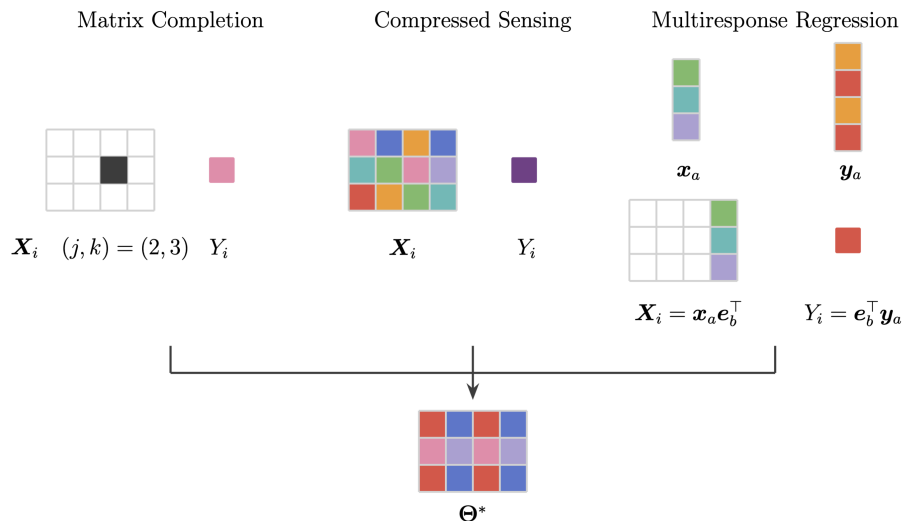 Matrix Completion
Compressed Sensing
Multiresponse Regression
𝒙ₐ
𝒚ₐ
𝑿ᵢ (j, k) = (2, 3) Yᵢ
𝑿ᵢ
Yᵢ
𝑿ᵢ = 𝒙ₐ𝒆_b^⊤
Yᵢ = 𝒆_b^⊤𝒚ₐ
𝚯*